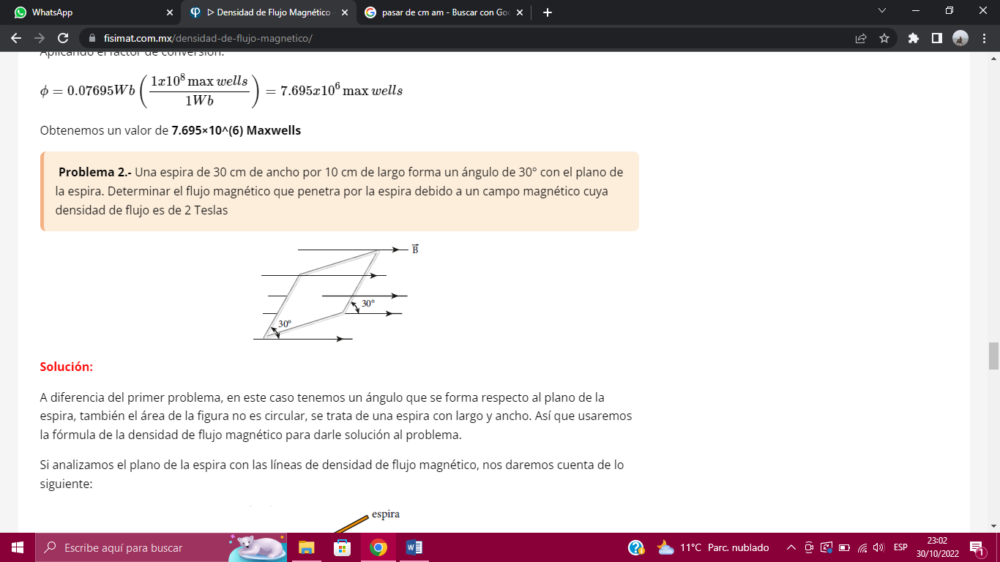 WhatsApp
ᐅ Densidad de Flujo Magnético
pasar de cm am - Buscar con Goo
fisimat.com.mx/densidad-de-flujo-magnetico/
Aplicando el factor de conversión:
ϕ = 0.07695Wb (1x10^8 max wells / 1Wb) = 7.695x10^6 max wells
Obtenemos un valor de 7.695×10^(6) Maxwells
Problema 2.- Una espira de 30 cm de ancho por 10 cm de largo forma un ángulo de 30° con el plano de
la espira. Determinar el flujo magnético que penetra por la espira debido a un campo magnético cuya
densidad de flujo es de 2 Teslas
B
30°
30°
Solución:
A diferencia del primer problema, en este caso tenemos un ángulo que se forma respecto al plano de la
espira, también el área de la figura no es circular, se trata de una espira con largo y ancho. Así que usaremos
la fórmula de la densidad de flujo magnético para darle solución al problema.
Si analizamos el plano de la espira con las líneas de densidad de flujo magnético, nos daremos cuenta de lo
siguiente:
espira
Escribe aquí para buscar
11°C Parc. nublado
ESP
23:02
30/10/2022
1